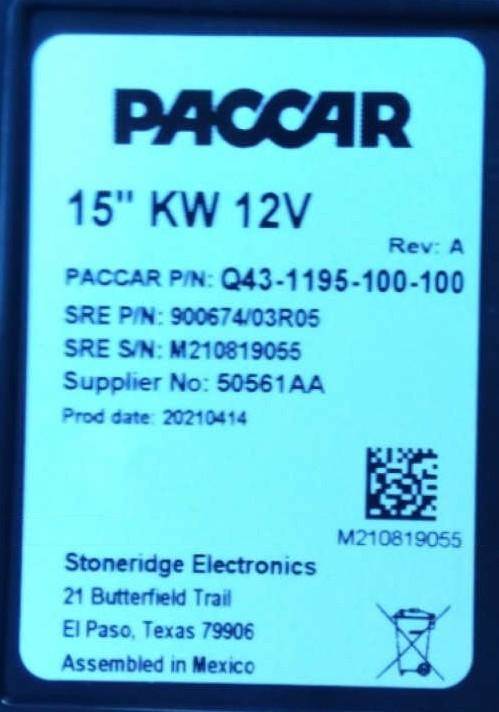 PACCAR
15" KW 12V
Rev: A
PACCAR P/N: Q43-1195-100-100
SRE P/N: 900674/03R05
SRE S/N: M210819055
Supplier No: 50561AA
Prod date: 20210414
M210819055
Stoneridge Electronics
21 Butterfield Trail
El Paso, Texas 79906
Assembled in Mexico